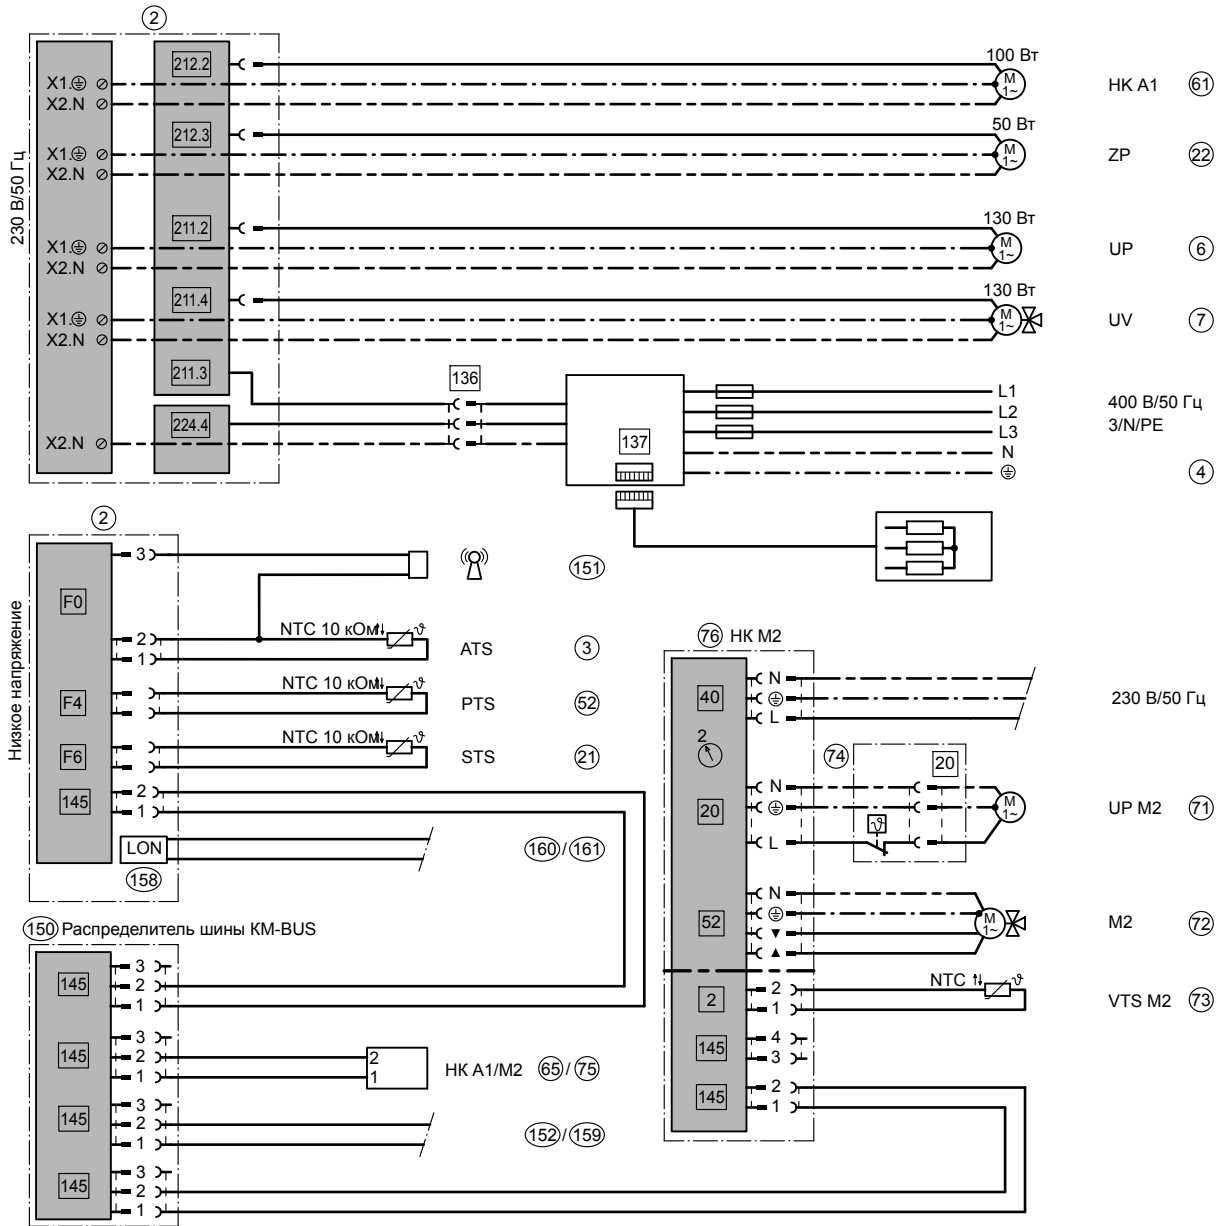 2
230 В/50 Гц
212.2
100 Вт
X1.
M
1~
НК А1
61
X2.N
212.3
50 Вт
X1.
M
1~
ZP
22
X2.N
211.2
130 Вт
X1.
M
1~
UP
6
X2.N
211.4
130 Вт
X1.
M
1~
UV
7
X2.N
211.3
136
L1
L2
L3
N
400 В/50 Гц
3/N/PE
224.4
X2.N
137
4
2
Низкое напряжение
3
151
F0
2
1
NTC 10 кОм
ϑ
ATS
3
F4
NTC 10 кОм
ϑ
PTS
52
F6
NTC 10 кОм
ϑ
STS
21
145
2
1
LON
158
160/161
150 Распределитель шины KM-BUS
145
3
2
1
145
3
2
1
2
1
НК А1/М2
65/75
145
3
2
1
152/159
145
3
2
1
76 НК М2
40
N
L
230 В/50 Гц
2
74
20
20
N
L
ϑ
M
1~
UP M2
71
52
N
M
1~
M2
72
2
2
1
NTC
ϑ
VTS M2
73
145
4
3
145
2
1